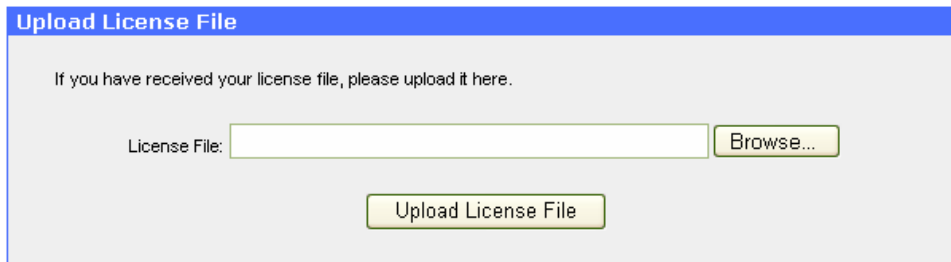 Upload License File
If you have received your license file, please upload it here.
License File: Browse...
Upload License File